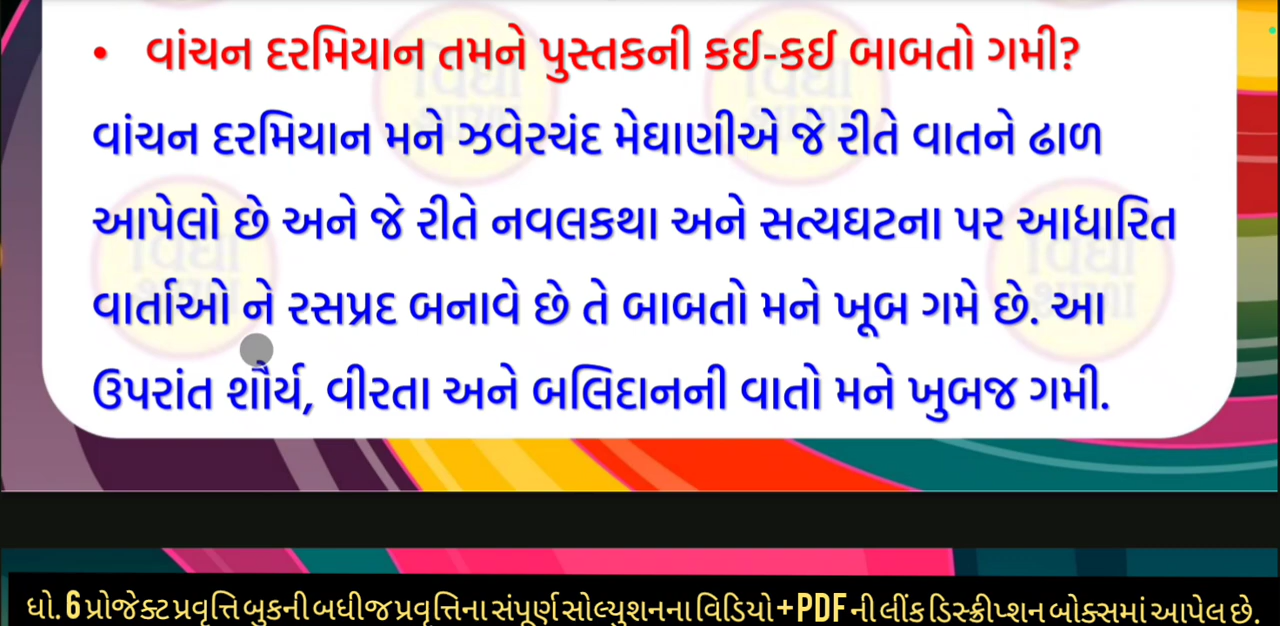 • વાંચન દરમિયાન તમને પુસ્તકની કઈ-કઈ બાબતો ગમી?
વાંચન દરમિયાન મને ઝવેરચંદ મેઘાણીએ જે રીતે વાતને ઢાળ
આપેલો છે અને જે રીતે નવલકથા અને સત્યઘટના પર આધારિત
વાર્તાઓ ને રસપ્રદ બનાવે છે તે બાબતો મને ખૂબ ગમે છે. આ
ઉપરાંત શૌર્ય, વીરતા અને બલિદાનની વાતો મને ખુબજ ગમી.
ધો. 6 પ્રોજેક્ટ પ્રવૃત્તિ બુકની બધી જ પ્રવૃત્તિના સંપૂર્ણ સોલ્યુશનના વિડિયો + PDF ની લીંક ડિસ્ક્રીપ્શન બોક્સમાં આપેલ છે.